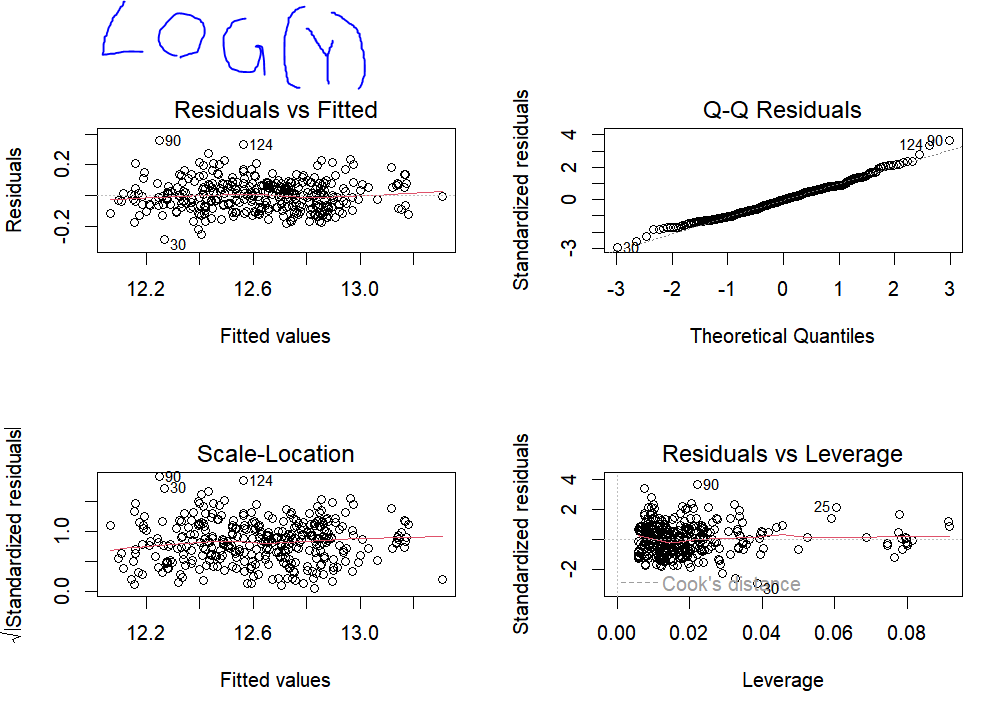 LOG(Y)
Residuals vs Fitted
Residuals
0.2
-0.2
90
124
30
12.2 12.6 13.0
Fitted values
Q-Q Residuals
Standardized residuals
4
2
0
-3
124 90
30
-3 -2 -1 0 1 2 3
Theoretical Quantiles
Scale-Location
√|Standardized residuals|
1.0
0.0
90
30
124
12.2 12.6 13.0
Fitted values
Residuals vs Leverage
Standardized residuals
4
2
-2
90
25
30
Cook's distance
0.00 0.02 0.04 0.06 0.08
Leverage